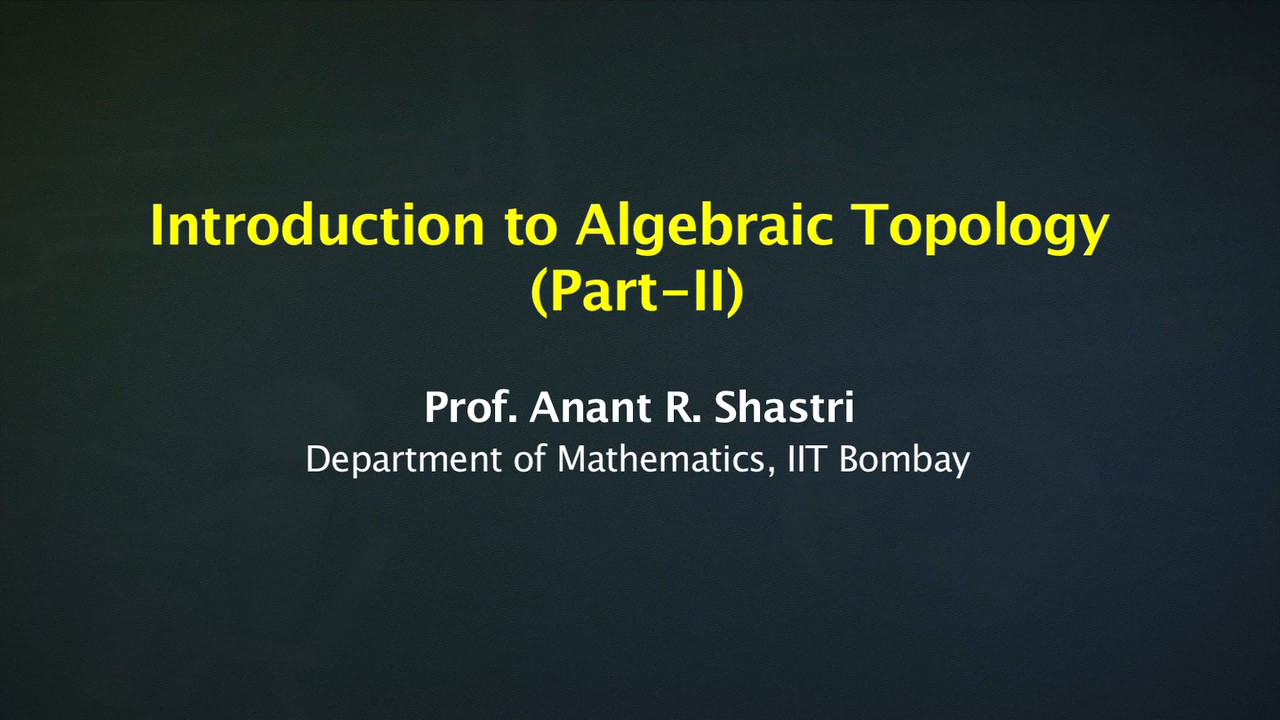 Introduction to Algebraic Topology
(Part-II)
Prof. Anant R. Shastri
Department of Mathematics, IIT Bombay